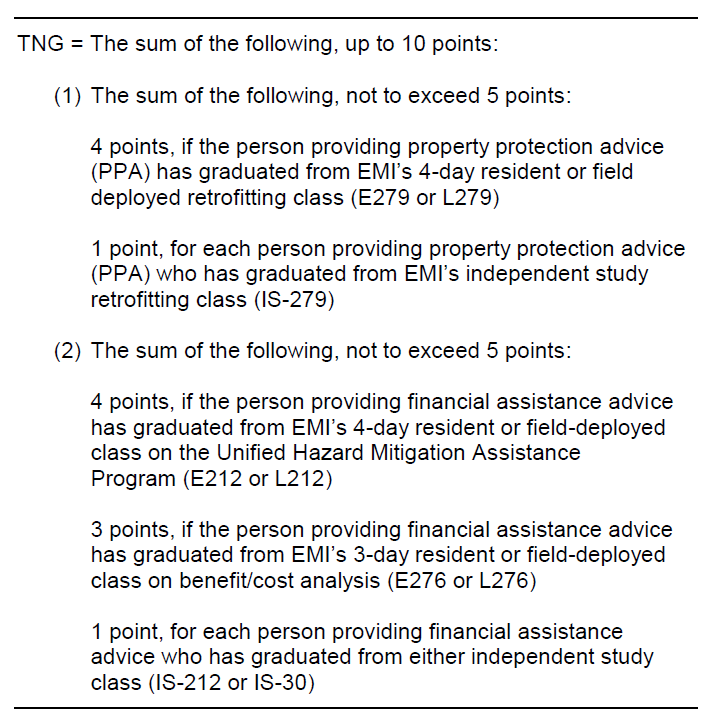 TNG = The sum of the following, up to 10 points:
(1) The sum of the following, not to exceed 5 points:
4 points, if the person providing property protection advice
(PPA) has graduated from EMI’s 4-day resident or field
deployed retrofitting class (E279 or L279)
1 point, for each person providing property protection advice
(PPA) who has graduated from EMI’s independent study
retrofitting class (IS-279)
(2) The sum of the following, not to exceed 5 points:
4 points, if the person providing financial assistance advice
has graduated from EMI’s 4-day resident or field-deployed
class on the Unified Hazard Mitigation Assistance
Program (E212 or L212)
3 points, if the person providing financial assistance advice
has graduated from EMI’s 3-day resident or field-deployed
class on benefit/cost analysis (E276 or L276)
1 point, for each person providing financial assistance
advice who has graduated from either independent study
class (IS-212 or IS-30)